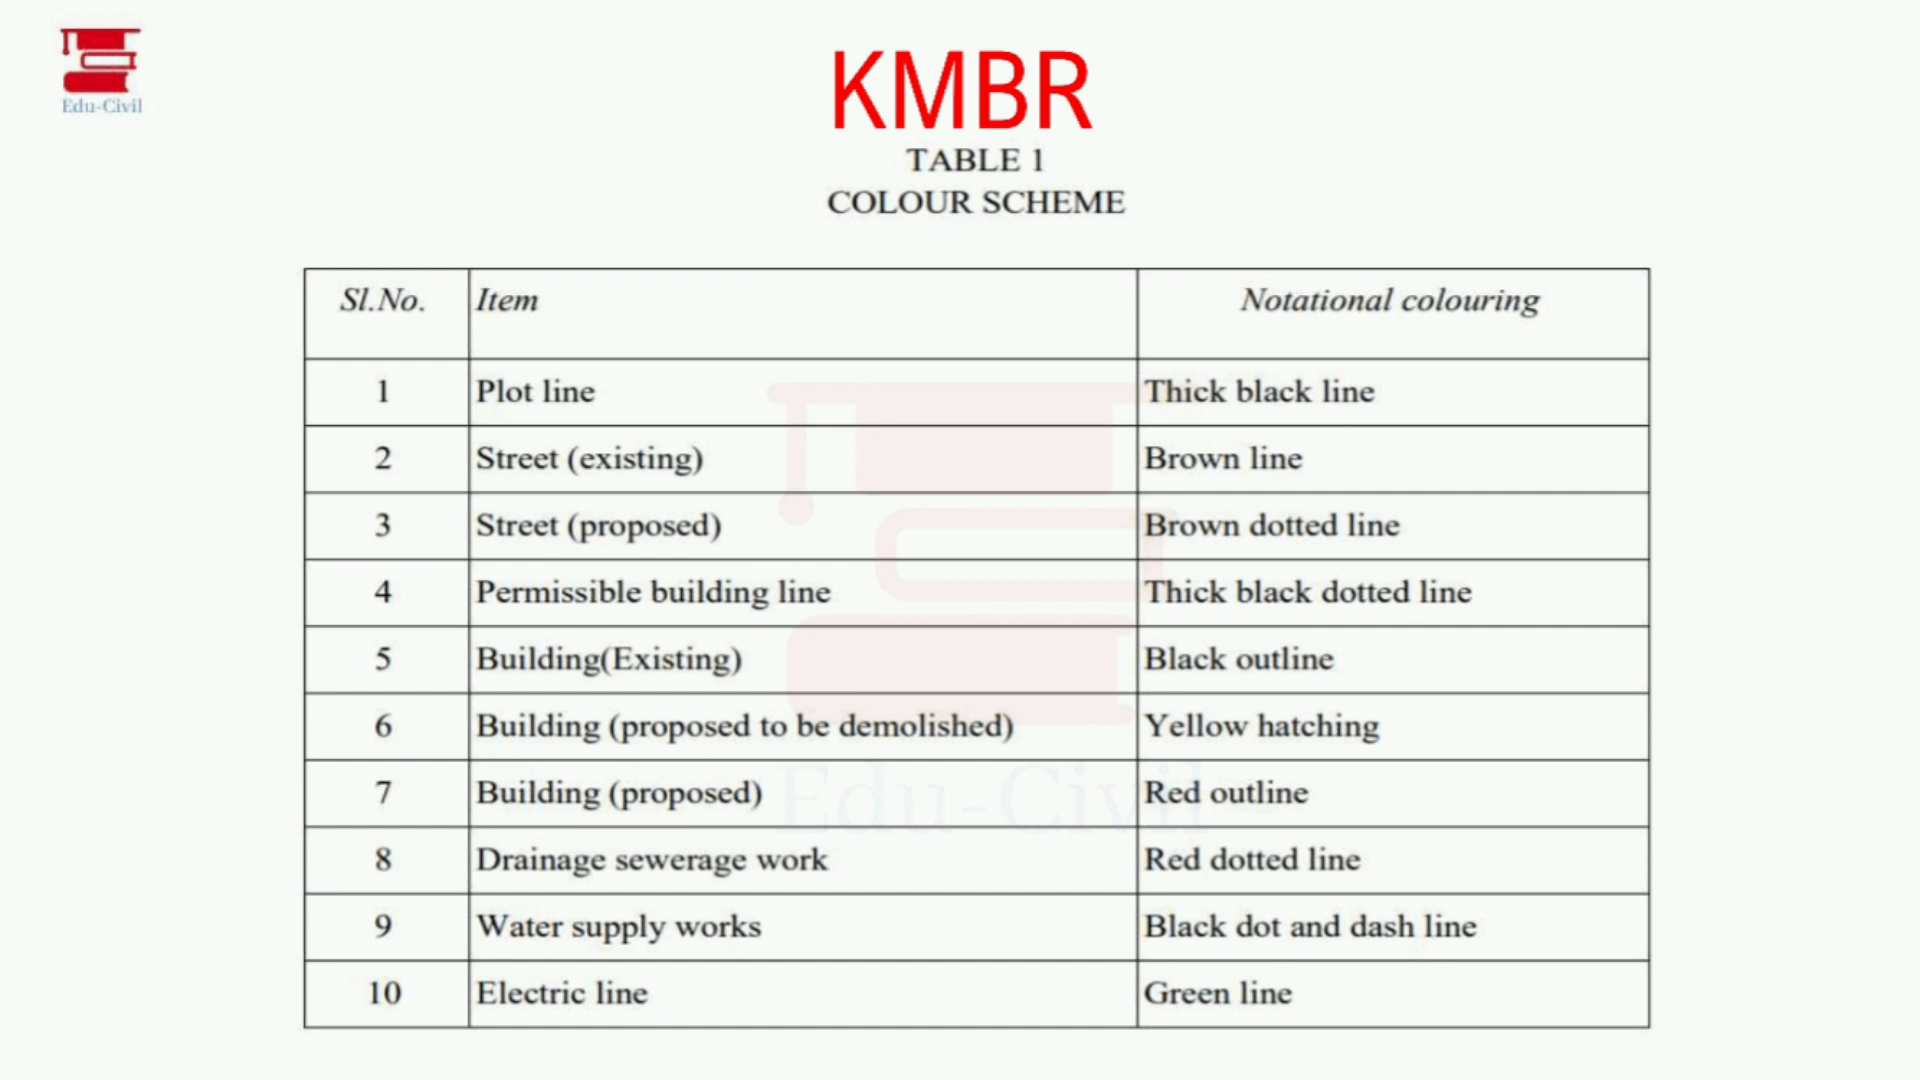 Edu-Civil
KMBR
TABLE 1
COLOUR SCHEME
Sl.No. Item Notational colouring
1 Plot line Thick black line
2 Street (existing) Brown line
3 Street (proposed) Brown dotted line
4 Permissible building line Thick black dotted line
5 Building(Existing) Black outline
6 Building (proposed to be demolished) Yellow hatching
7 Building (proposed) Red outline
Edu-Civil
8 Drainage sewerage work Red dotted line
9 Water supply works Black dot and dash line
10 Electric line Green line